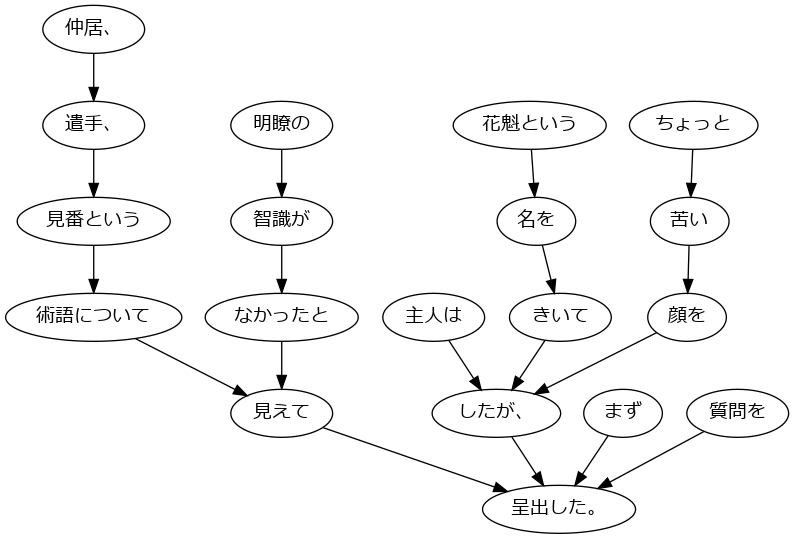 仲居、
遣手、
明瞭の
花魁という
ちょっと
見番という
智識が
名を
苦い
術語について
なかったと
主人は
きいて
顔を
見えて
したが、
まず
質問を
呈出した。